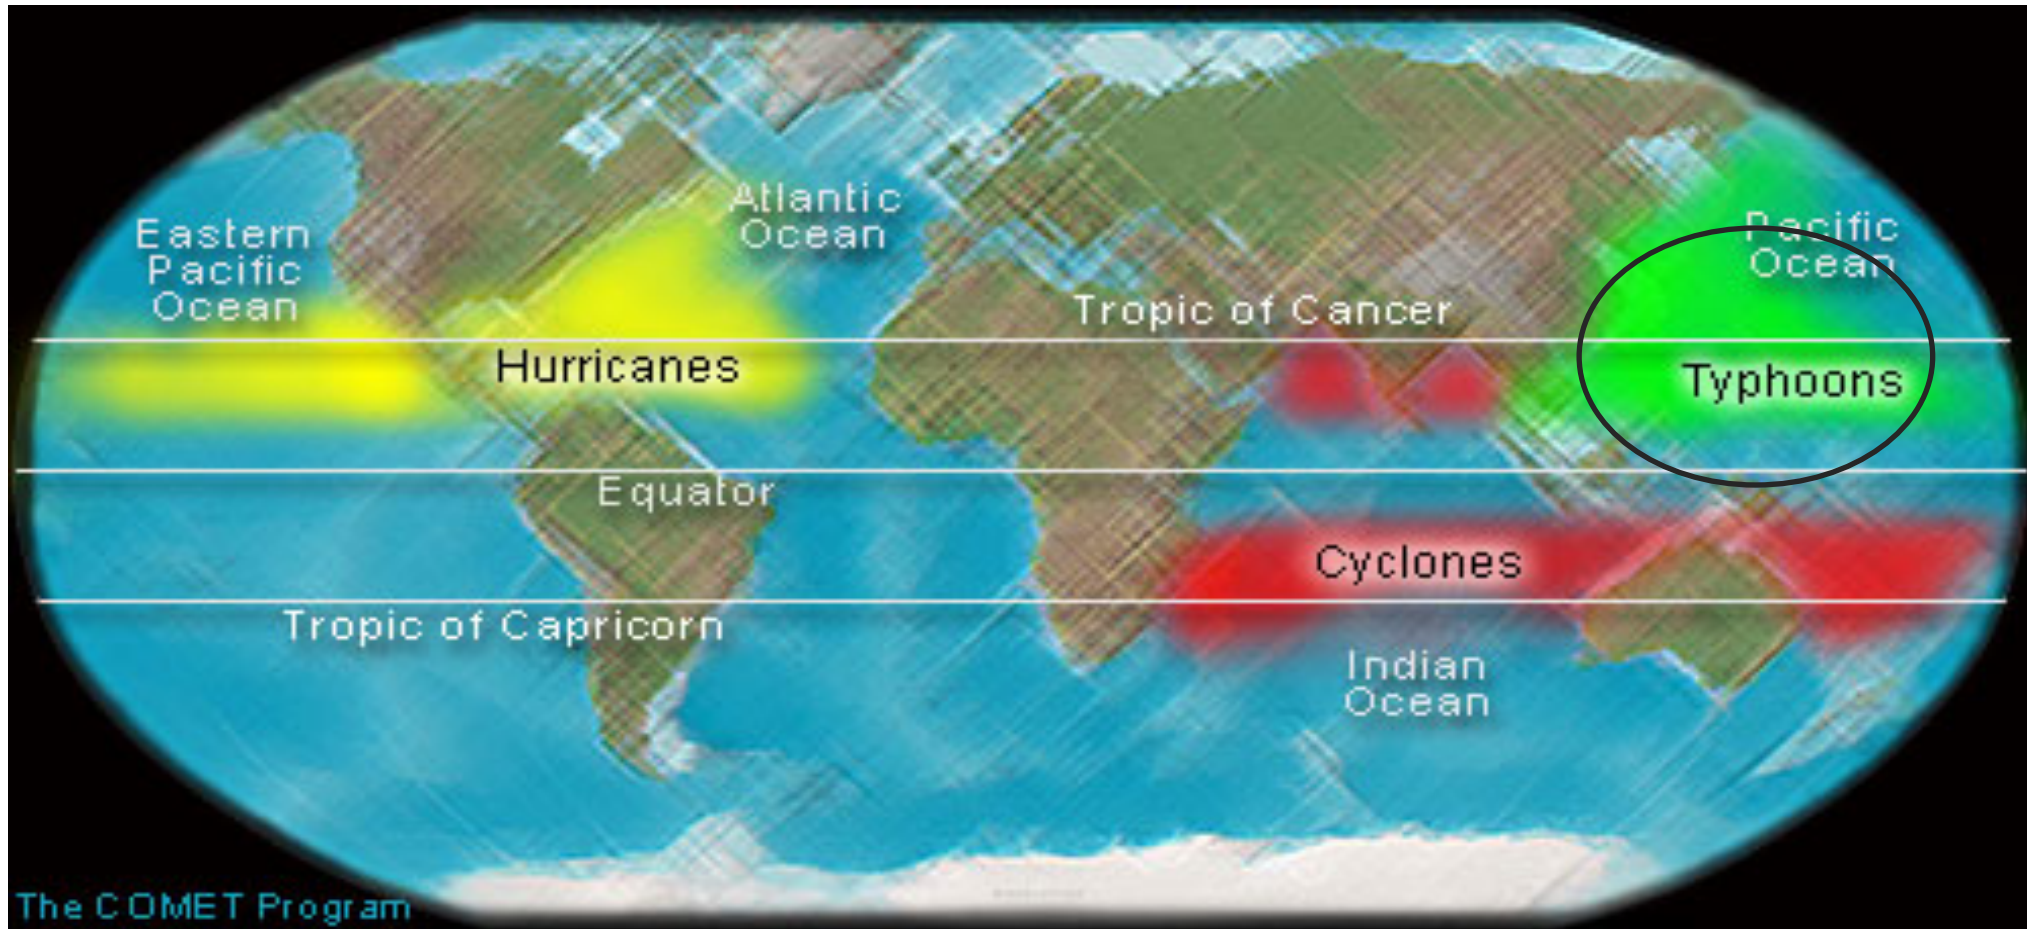 Atlantic
Ocean
Eastern
Pacific
Ocean
Pacific
Ocean
Tropic of Cancer
Hurricanes
Typhoons
Equator
Cyclones
Tropic of Capricorn
Indian
Ocean
The COMET Program